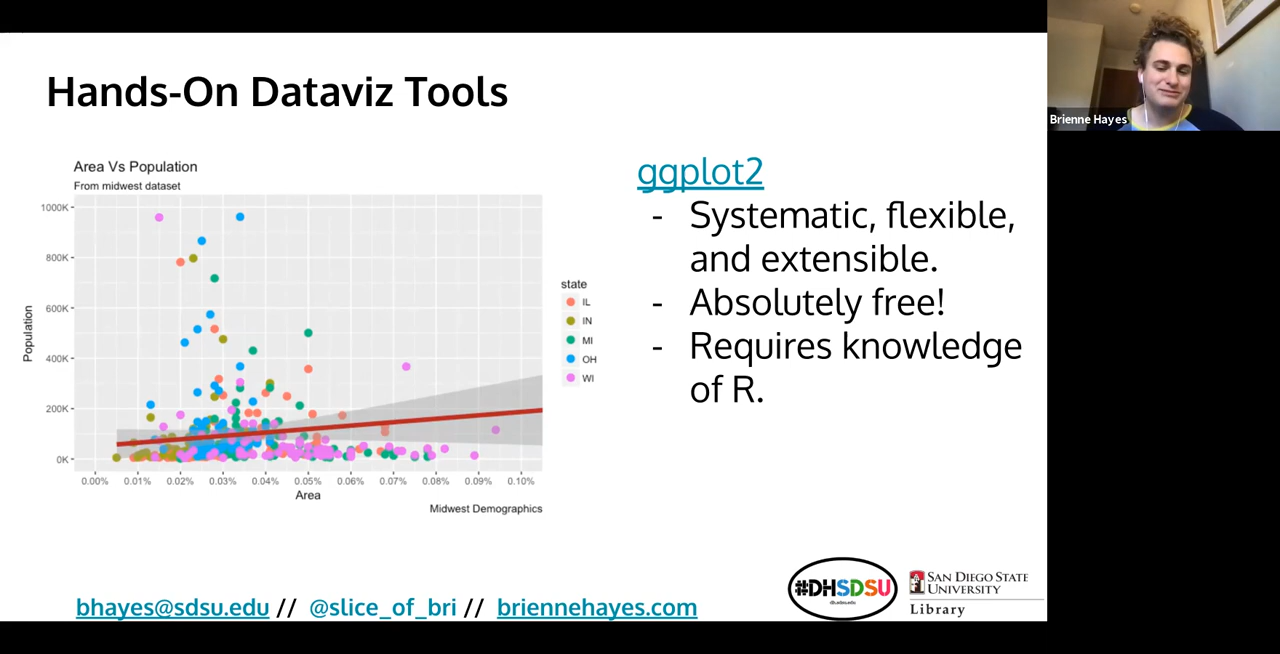 Hands-On Dataviz Tools
Brienne Hayes
Area Vs Population
From midwest dataset
1000K
800K
600K
400K
200K
0K
Population
0.00% 0.01% 0.02% 0.03% 0.04% 0.05% 0.06% 0.07% 0.08% 0.09% 0.10%
Area
Midwest Demographics
state
IL
IN
MI
OH
WI
ggplot2
- Systematic, flexible,
and extensible.
- Absolutely free!
- Requires knowledge
of R.
bhayes@sdsu.edu // @slice_of_bri // briennehayes.com
#DHSDSU
SAN DIEGO STATE
UNIVERSITY
Library